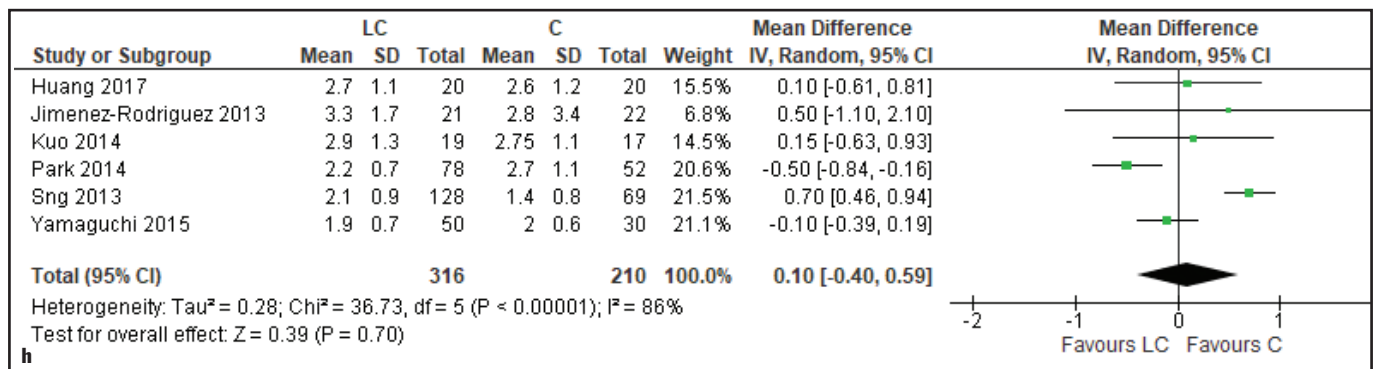 LC C Mean Difference Mean Difference
Study or Subgroup Mean SD Total Mean SD Total Weight IV, Random, 95% CI IV, Random, 95% CI
Huang 2017 2.7 1.1 20 2.6 1.2 20 15.5% 0.10 [-0.61, 0.81]
Jimenez-Rodriguez 2013 3.3 1.7 21 2.8 3.4 22 6.8% 0.50 [-1.10, 2.10]
Kuo 2014 2.9 1.3 19 2.75 1.1 17 14.5% 0.15 [-0.63, 0.93]
Park 2014 2.2 0.7 78 2.7 1.1 52 20.6% -0.50 [-0.84, -0.16]
Sng 2013 2.1 0.9 128 1.4 0.8 69 21.5% 0.70 [0.46, 0.94]
Yamaguchi 2015 1.9 0.7 50 2 0.6 30 21.1% -0.10 [-0.39, 0.19]
Total (95% CI) 316 210 100.0% 0.10 [-0.40, 0.59]
Heterogeneity: Tau² = 0.28; Chi² = 36.73, df = 5 (P < 0.00001); I² = 86%
Test for overall effect: Z = 0.39 (P = 0.70)
-2 -1 0 1
Favours LC Favours C
h